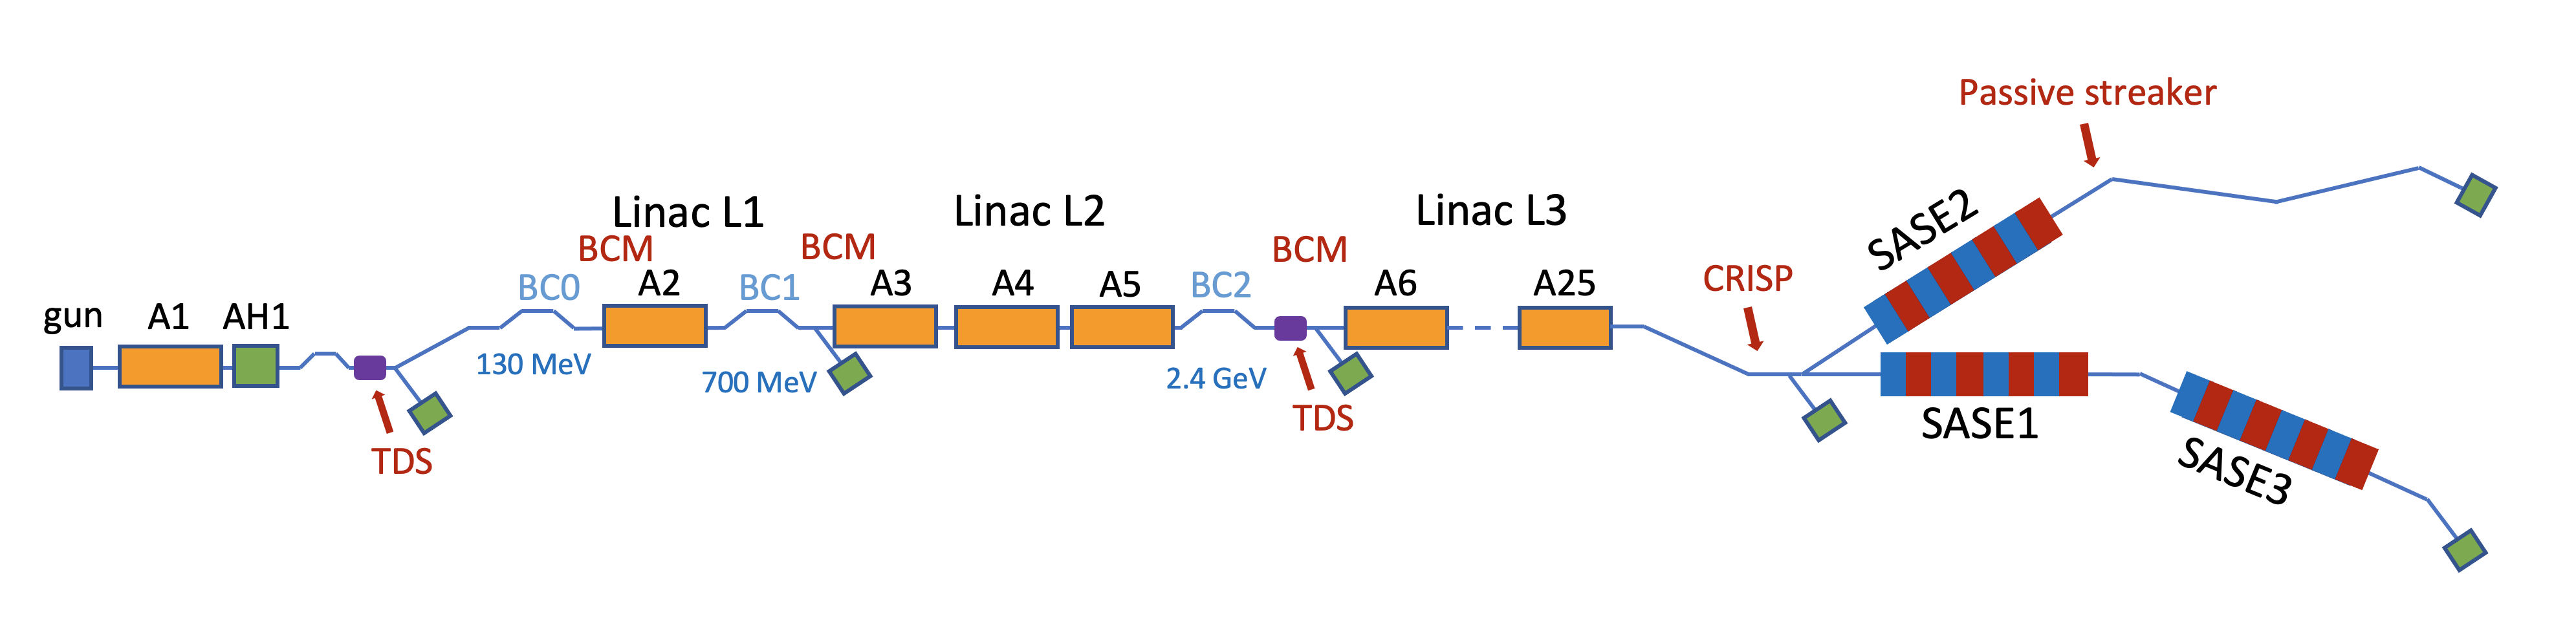 Passive streaker
Linac L1
Linac L2
Linac L3
SASE2
BCM
BCM
BCM
CRISP
BC0
A2
BC1
A3
A4
A5
BC2
A6
A25
gun
A1
AH1
130 MeV
700 MeV
2.4 GeV
TDS
SASE1
TDS
SASE3